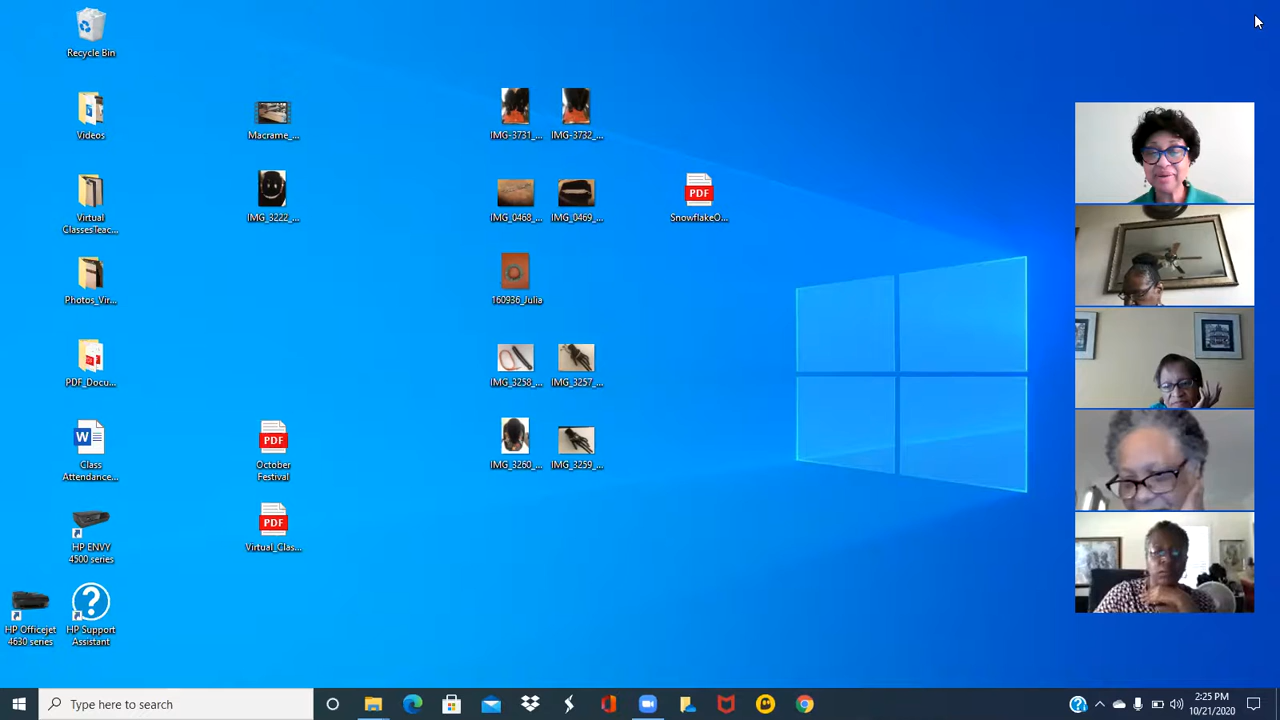 Recycle Bin
Videos
Macrame_...
IMG-3731_...
IMG-3732_...
Virtual
ClassesTeac...
IMG_3222_...
IMG_0468_...
IMG_0469_...
PDF
SnowflakeO...
Photos_Vir...
160936_Julia
PDF_Docu...
IMG_3258_...
IMG_3257_...
W
Class
Attendance...
PDF
October
Festival
IMG_3260_...
IMG_3259_...
HP ENVY
4500 series
PDF
Virtual_Clas...
HP Officejet
4630 series
HP Support
Assistant
Type here to search
2:25 PM
10/21/2020